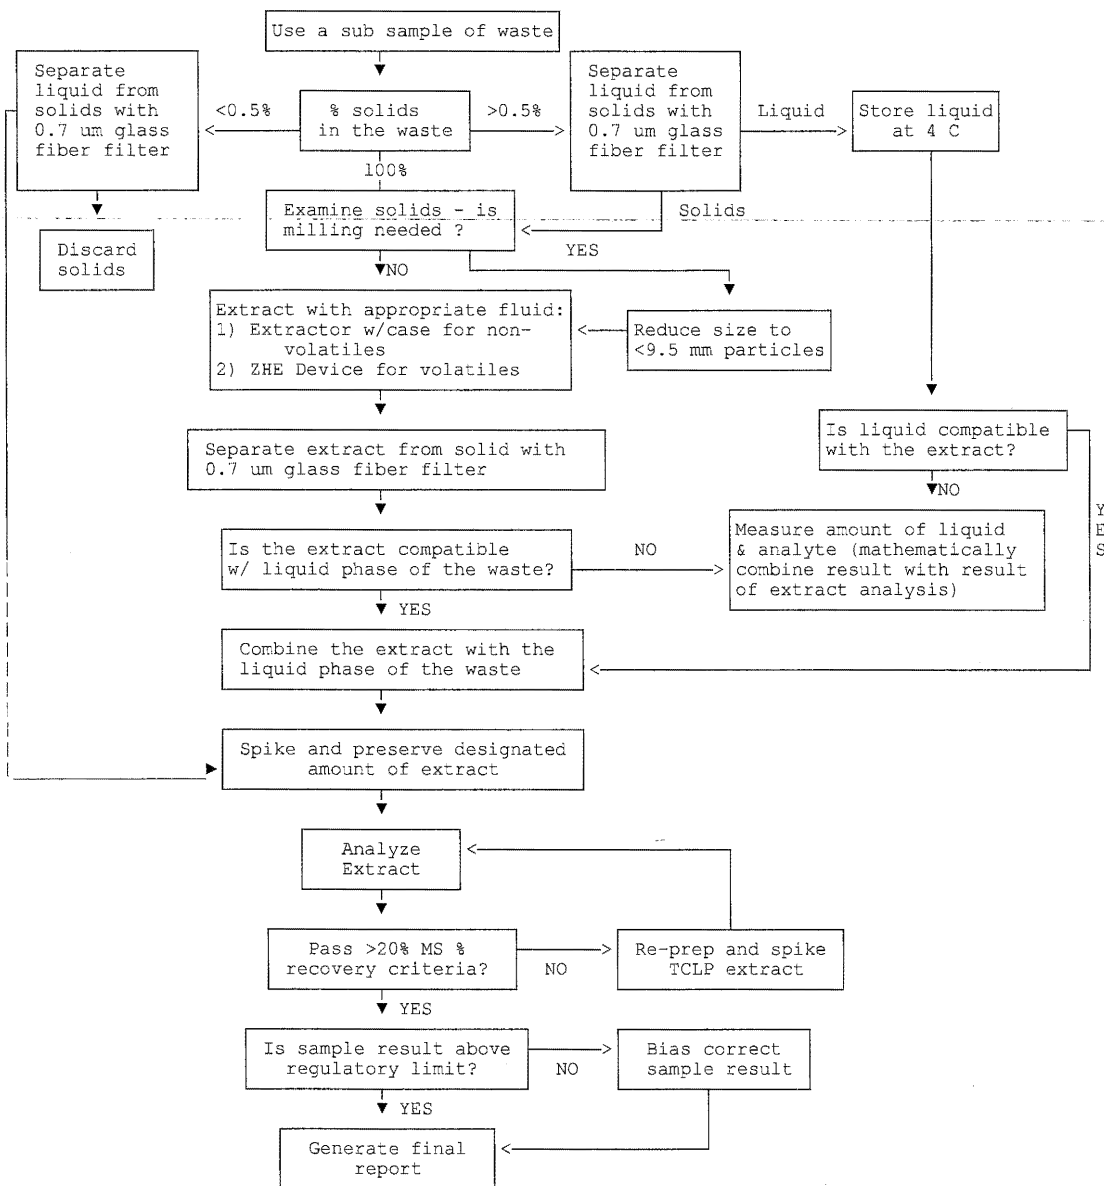 Use a sub sample of waste
Separate
liquid from
solids with
0.7 um glass
fiber filter
<0.5%
% solids
in the waste
>0.5%
Separate
liquid from
solids with
0.7 um glass
fiber filter
Liquid
Store liquid
at 4 C
100%
Discard
solids
Examine solids - is
milling needed ?
Solids
YES
NO
Extract with appropriate fluid:
1) Extractor w/case for non-
volatiles
2) ZHE Device for volatiles
Reduce size to
<9.5 mm particles
Separate extract from solid with
0.7 um glass fiber filter
Is liquid compatible
with the extract?
NO
Y
E
S
Is the extract compatible
w/ liquid phase of the waste?
NO
Measure amount of liquid
& analyte (mathematically
combine result with result
of extract analysis)
YES
Combine the extract with the
liquid phase of the waste
Spike and preserve designated
amount of extract
Analyze
Extract
Pass >20% MS %
recovery criteria?
NO
Re-prep and spike
TCLP extract
YES
Is sample result above
regulatory limit?
NO
Bias correct
sample result
YES
Generate final
report